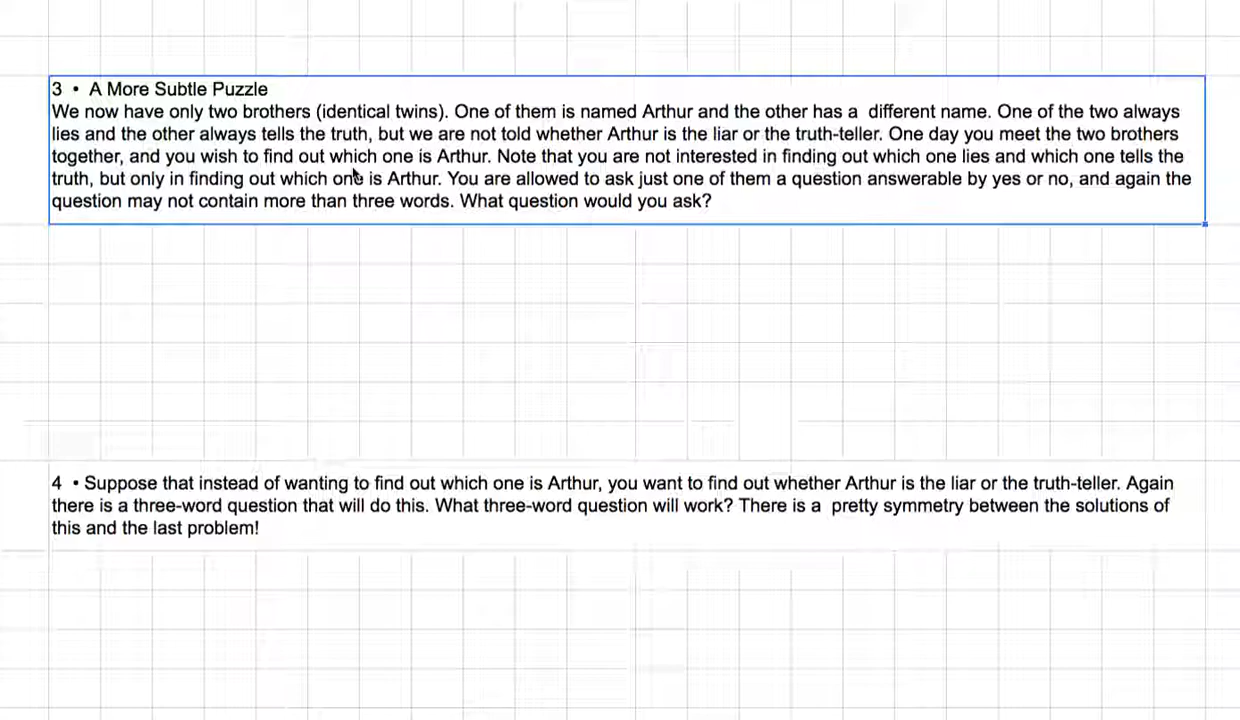 3 • A More Subtle Puzzle
We now have only two brothers (identical twins). One of them is named Arthur and the other has a different name. One of the two always
lies and the other always tells the truth, but we are not told whether Arthur is the liar or the truth-teller. One day you meet the two brothers
together, and you wish to find out which one is Arthur. Note that you are not interested in finding out which one lies and which one tells the
truth, but only in finding out which one is Arthur. You are allowed to ask just one of them a question answerable by yes or no, and again the
question may not contain more than three words. What question would you ask?
4 • Suppose that instead of wanting to find out which one is Arthur, you want to find out whether Arthur is the liar or the truth-teller. Again
there is a three-word question that will do this. What three-word question will work? There is a pretty symmetry between the solutions of
this and the last problem!